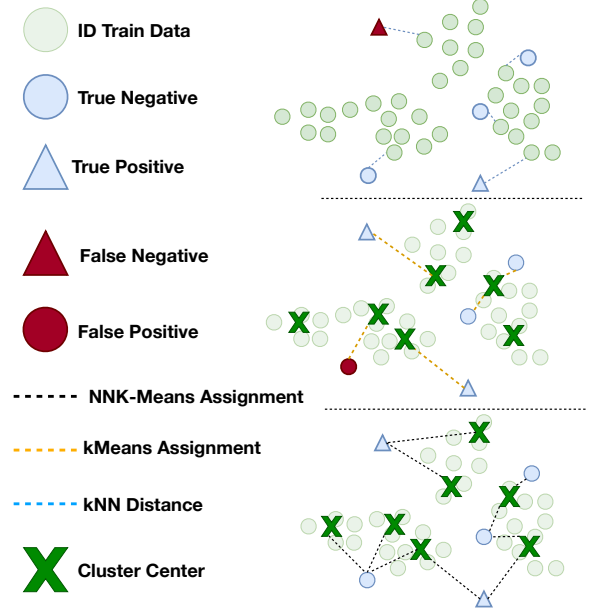 ID Train Data
True Negative
True Positive
False Negative
False Positive
NNK-Means Assignment
kMeans Assignment
kNN Distance
Cluster Center